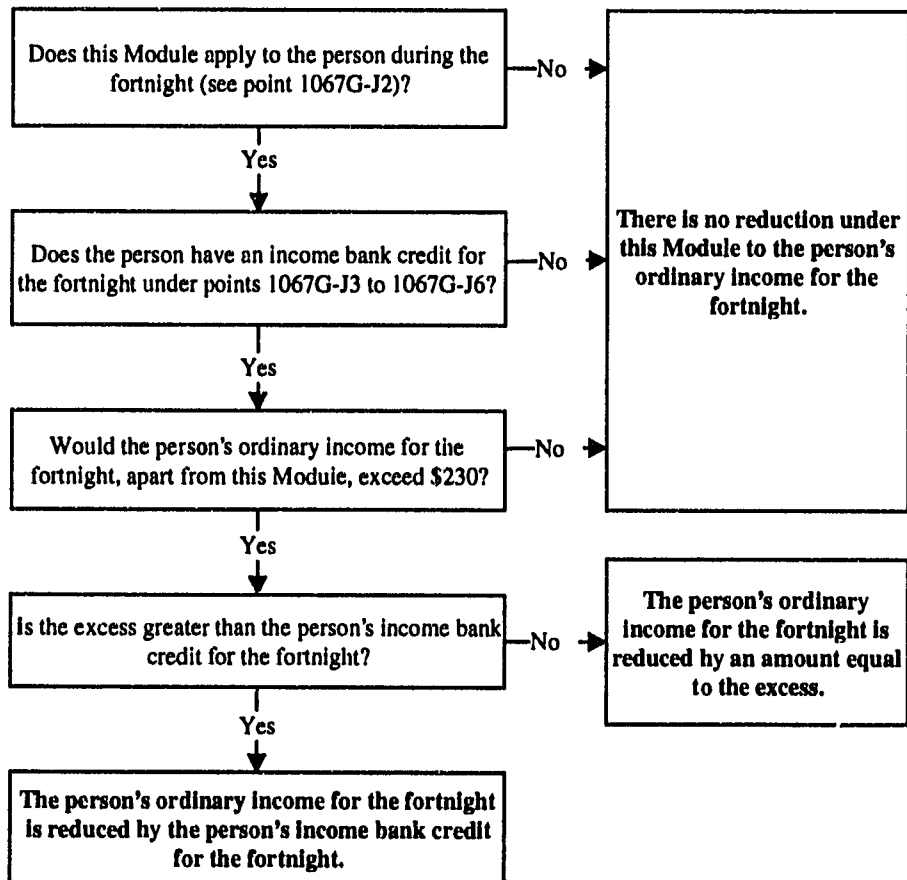 Does this Module apply to the person during the
fortnight (see point 1067G-J2)?
No
Yes
Does the person have an income bank credit for
the fortnight under points 1067G-J3 to 1067G-J6?
No
There is no reduction under
this Module to the person's
ordinary income for the
fortnight.
Yes
Would the person's ordinary income for the
fortnight, apart from this Module, exceed $230?
No
Yes
Is the excess greater than the person's income bank
credit for the fortnight?
No
The person's ordinary
income for the fortnight is
reduced by an amount equal
to the excess.
Yes
The person's ordinary income for the fortnight
is reduced by the person's income bank credit
for the fortnight.